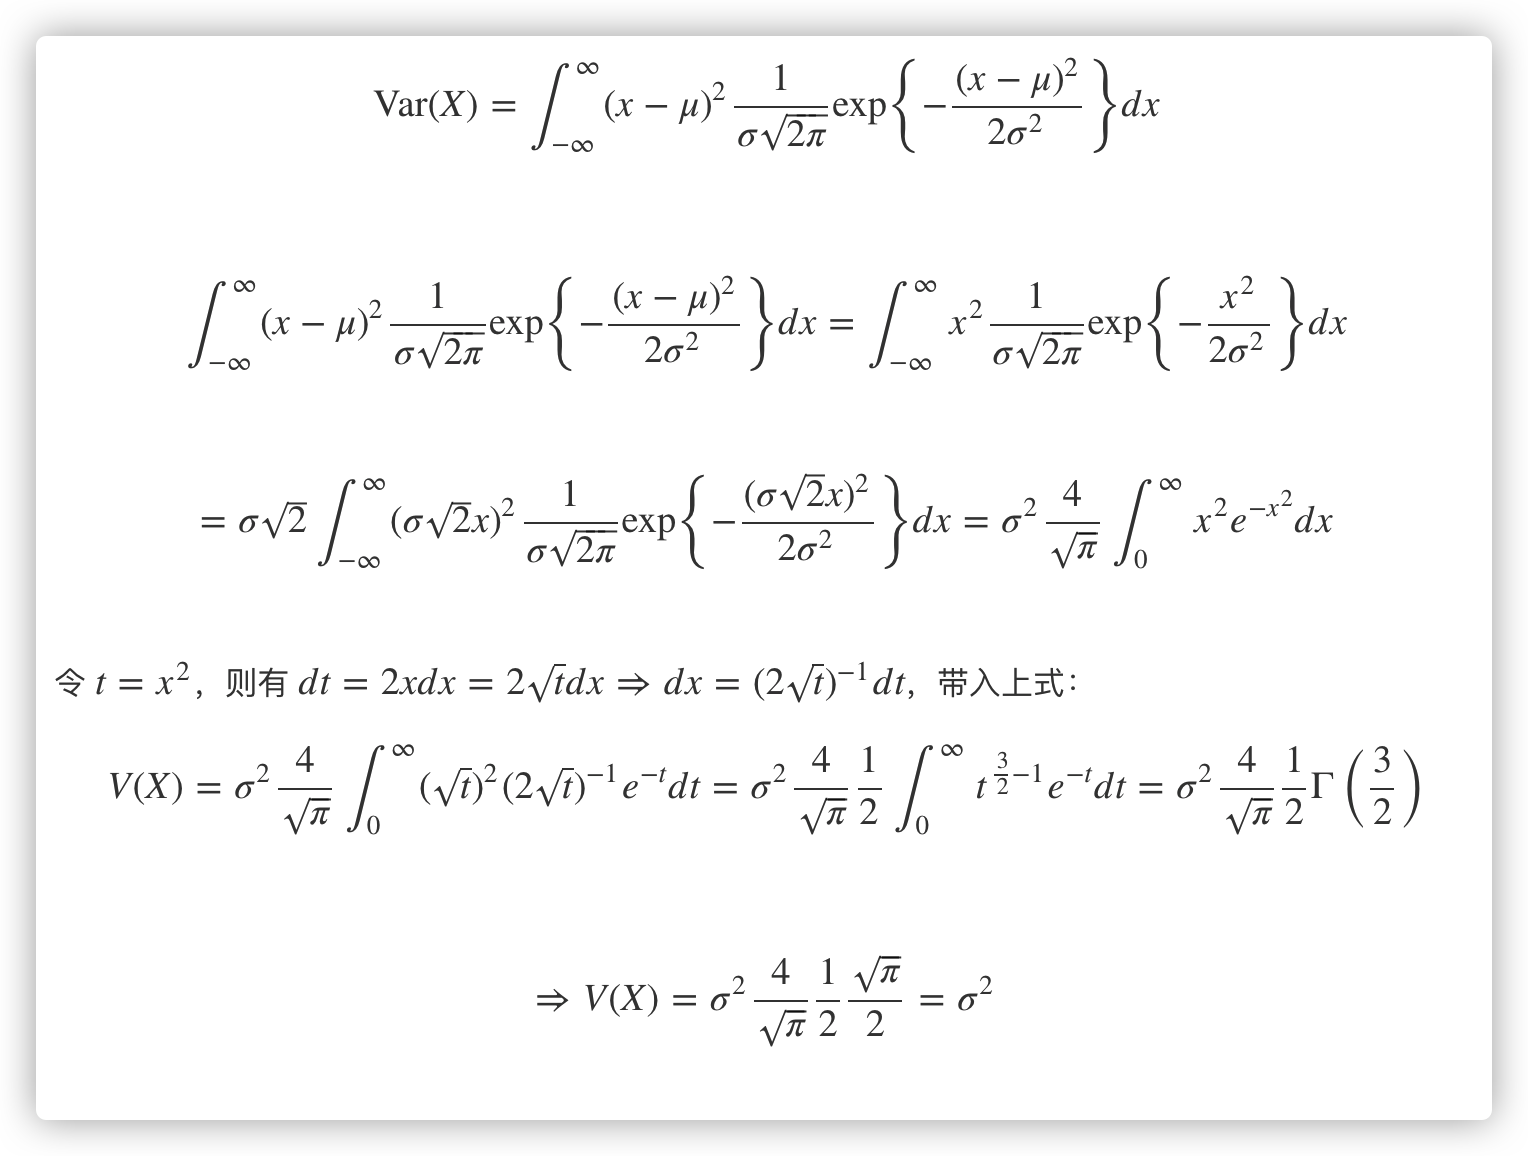 Var(X) = ∫_{-∞}^{∞} (x − μ)^2 \frac{1}{σ\sqrt{2π}} exp{ −\frac{(x − μ)^2}{2σ^2} } dx
∫_{-∞}^{∞} (x − μ)^2 \frac{1}{σ\sqrt{2π}} exp{ −\frac{(x − μ)^2}{2σ^2} } dx = ∫_{-∞}^{∞} x^2 \frac{1}{σ\sqrt{2π}} exp{ −\frac{x^2}{2σ^2} } dx
= σ\sqrt{2} ∫_{-∞}^{∞} (σ\sqrt{2}x)^2 \frac{1}{σ\sqrt{2π}} exp{ −\frac{(σ\sqrt{2}x)^2}{2σ^2} } dx = σ^2 \frac{4}{\sqrt{π}} ∫_{0}^{∞} x^2 e^{-x^2} dx
令 t = x^2，则有 dt = 2xdx = 2\sqrt{t}dx ⇒ dx = (2\sqrt{t})^{-1}dt，带入上式：
V(X) = σ^2 \frac{4}{\sqrt{π}} ∫_{0}^{∞} (\sqrt{t})^2 (2\sqrt{t})^{-1} e^{-t} dt = σ^2 \frac{4}{\sqrt{π}} \frac{1}{2} ∫_{0}^{∞} t^{\frac{3}{2}-1} e^{-t} dt = σ^2 \frac{4}{\sqrt{π}} \frac{1}{2} Γ(\frac{3}{2})
⇒ V(X) = σ^2 \frac{4}{\sqrt{π}} \frac{1}{2} \frac{\sqrt{π}}{2} = σ^2